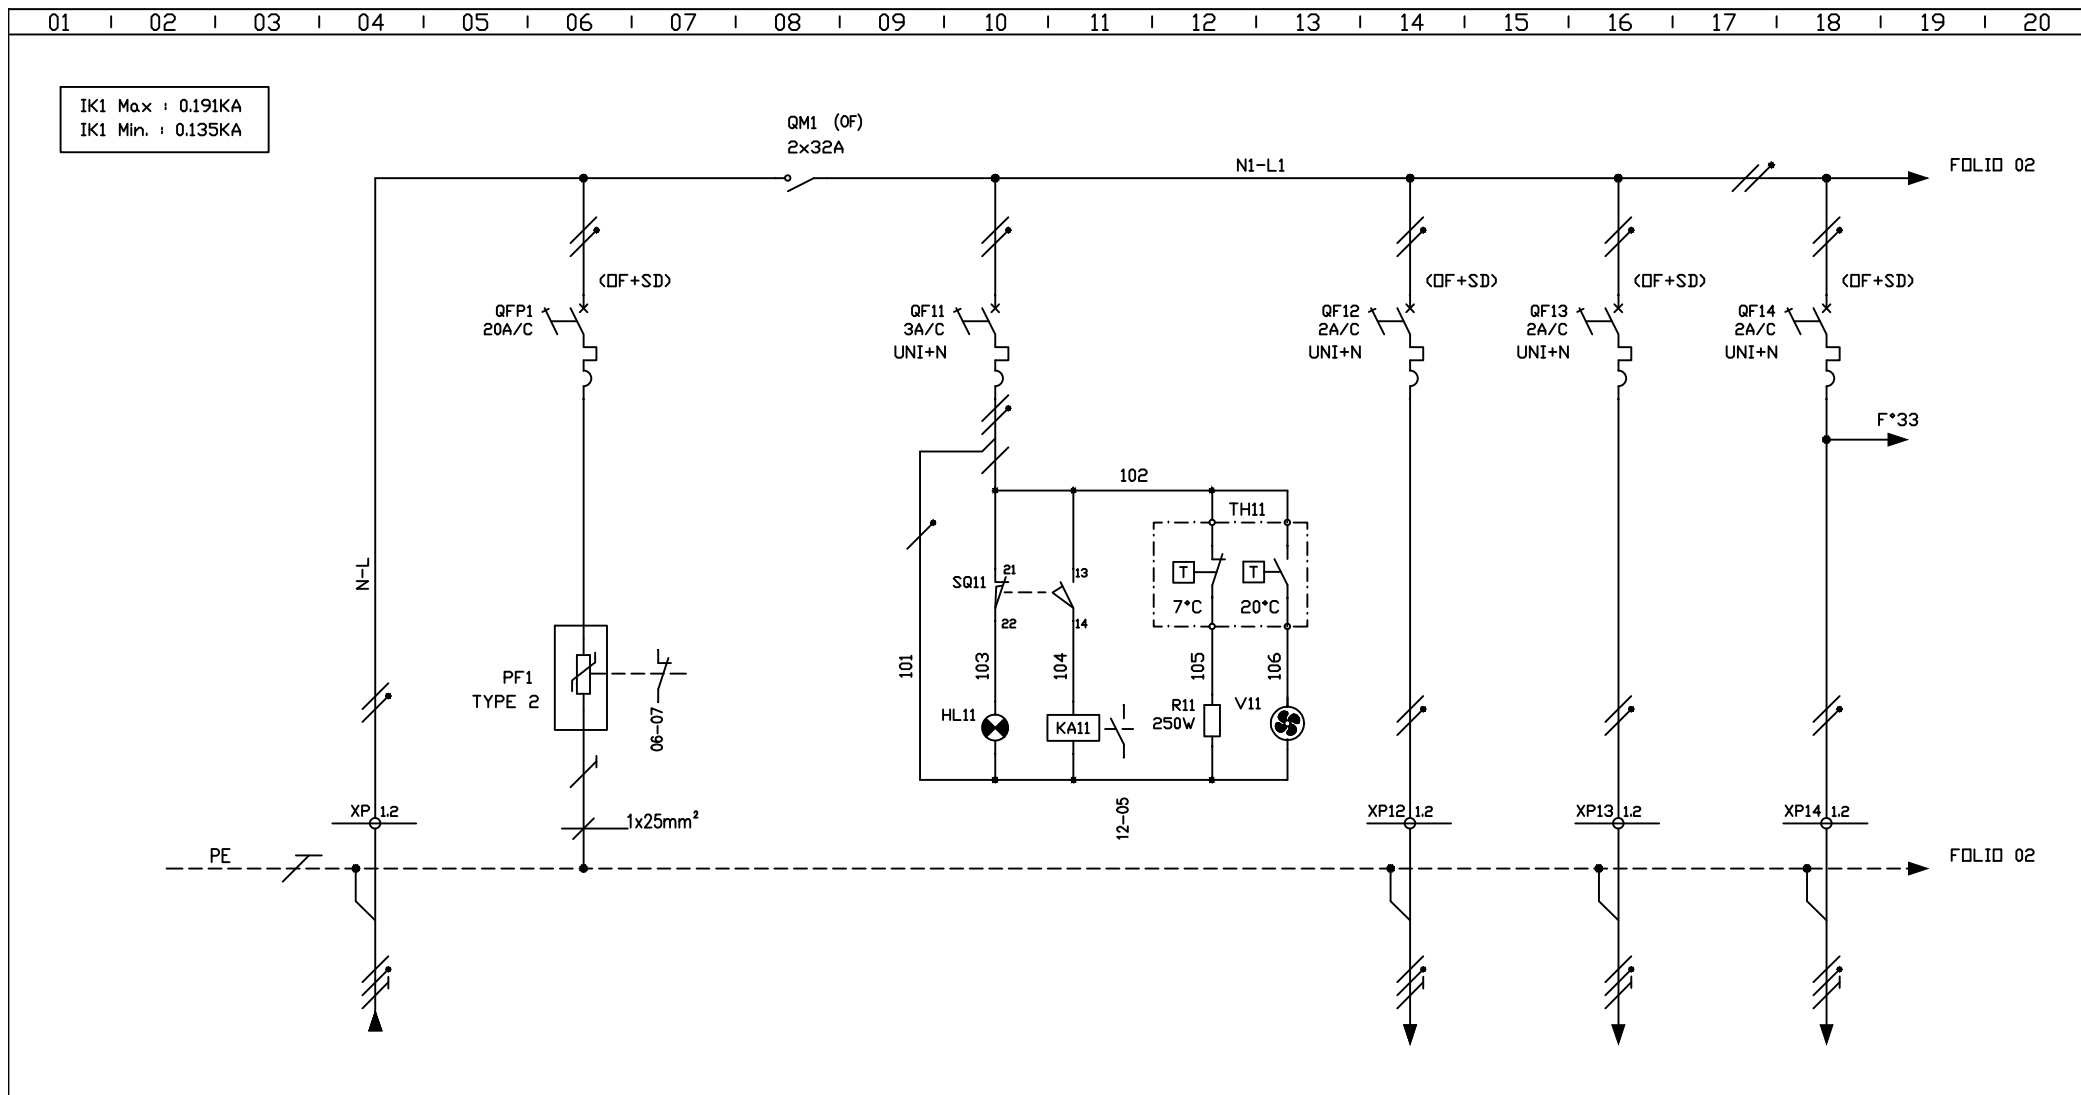 01 02 03 04 05 06 07 08 09 10 11 12 13 14 15 16 17 18 19 20
IK1 Max : 0.191KA
IK1 Min. : 0.135KA
QM1 (OF)
2x32A
N1-L1
FOLIO 02
(OF+SD)
QFP1
20A/C
QF11
3A/C
UNI+N
(OF+SD)
QF12
2A/C
UNI+N
(OF+SD)
QF13
2A/C
UNI+N
(OF+SD)
QF14
2A/C
UNI+N
F°33
102
TH11
N-L
SQ11
21
13
T
T
7°C
20°C
22
14
PF1
TYPE 2
06-07
101
103
104
105
106
HL11
KA11
R11
250W
V11
12-05
XP 1.2
1x25mm²
XP12 1.2
XP13 1.2
XP14 1.2
PE
FOLIO 02